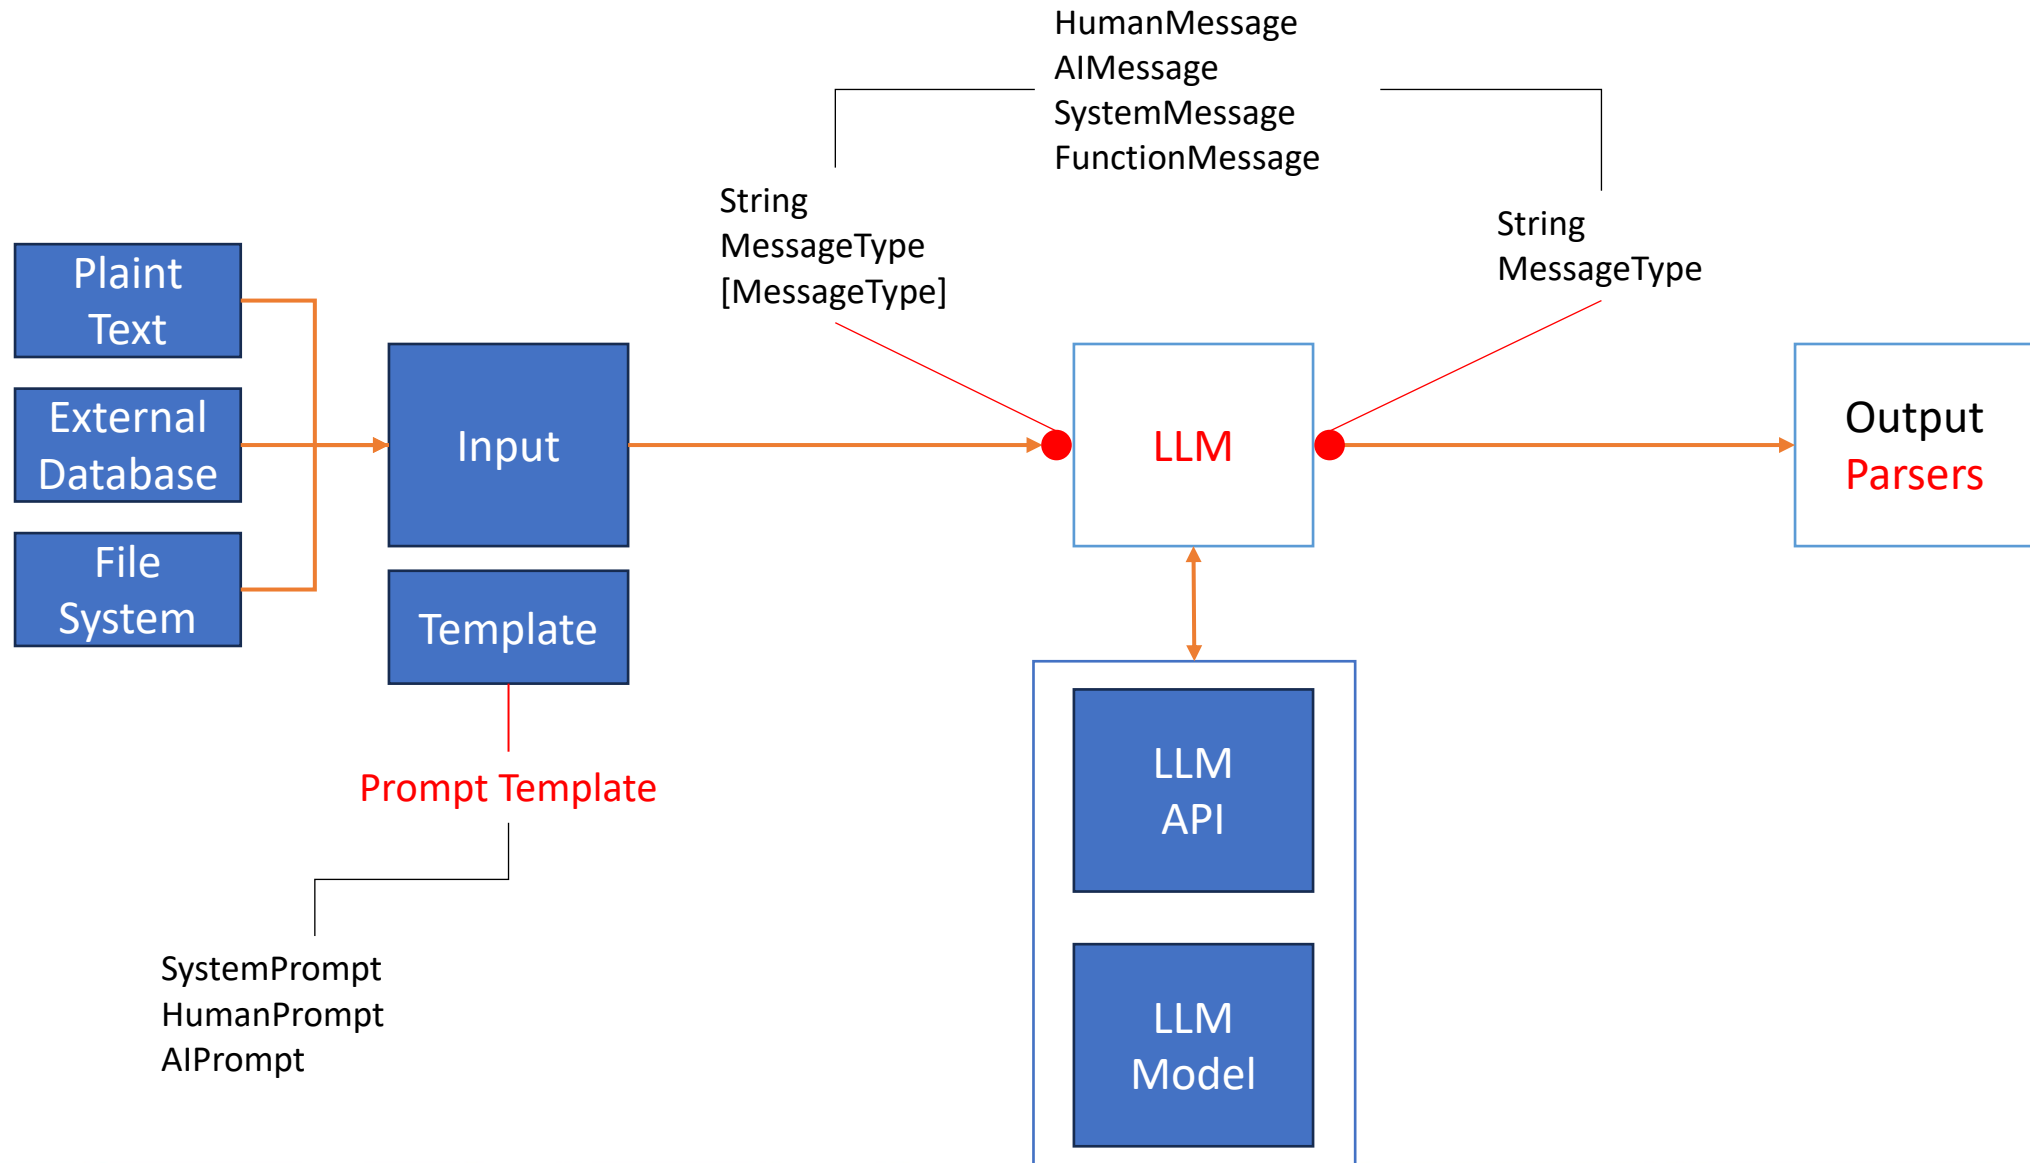 HumanMessage
AIMessage
SystemMessage
FunctionMessage
String
MessageType
[MessageType]
String
MessageType
Plaint
Text
External
Database
File
System
Input
Template
LLM
Output
Parsers
Prompt Template
SystemPrompt
HumanPrompt
AIPrompt
LLM
API
LLM
Model